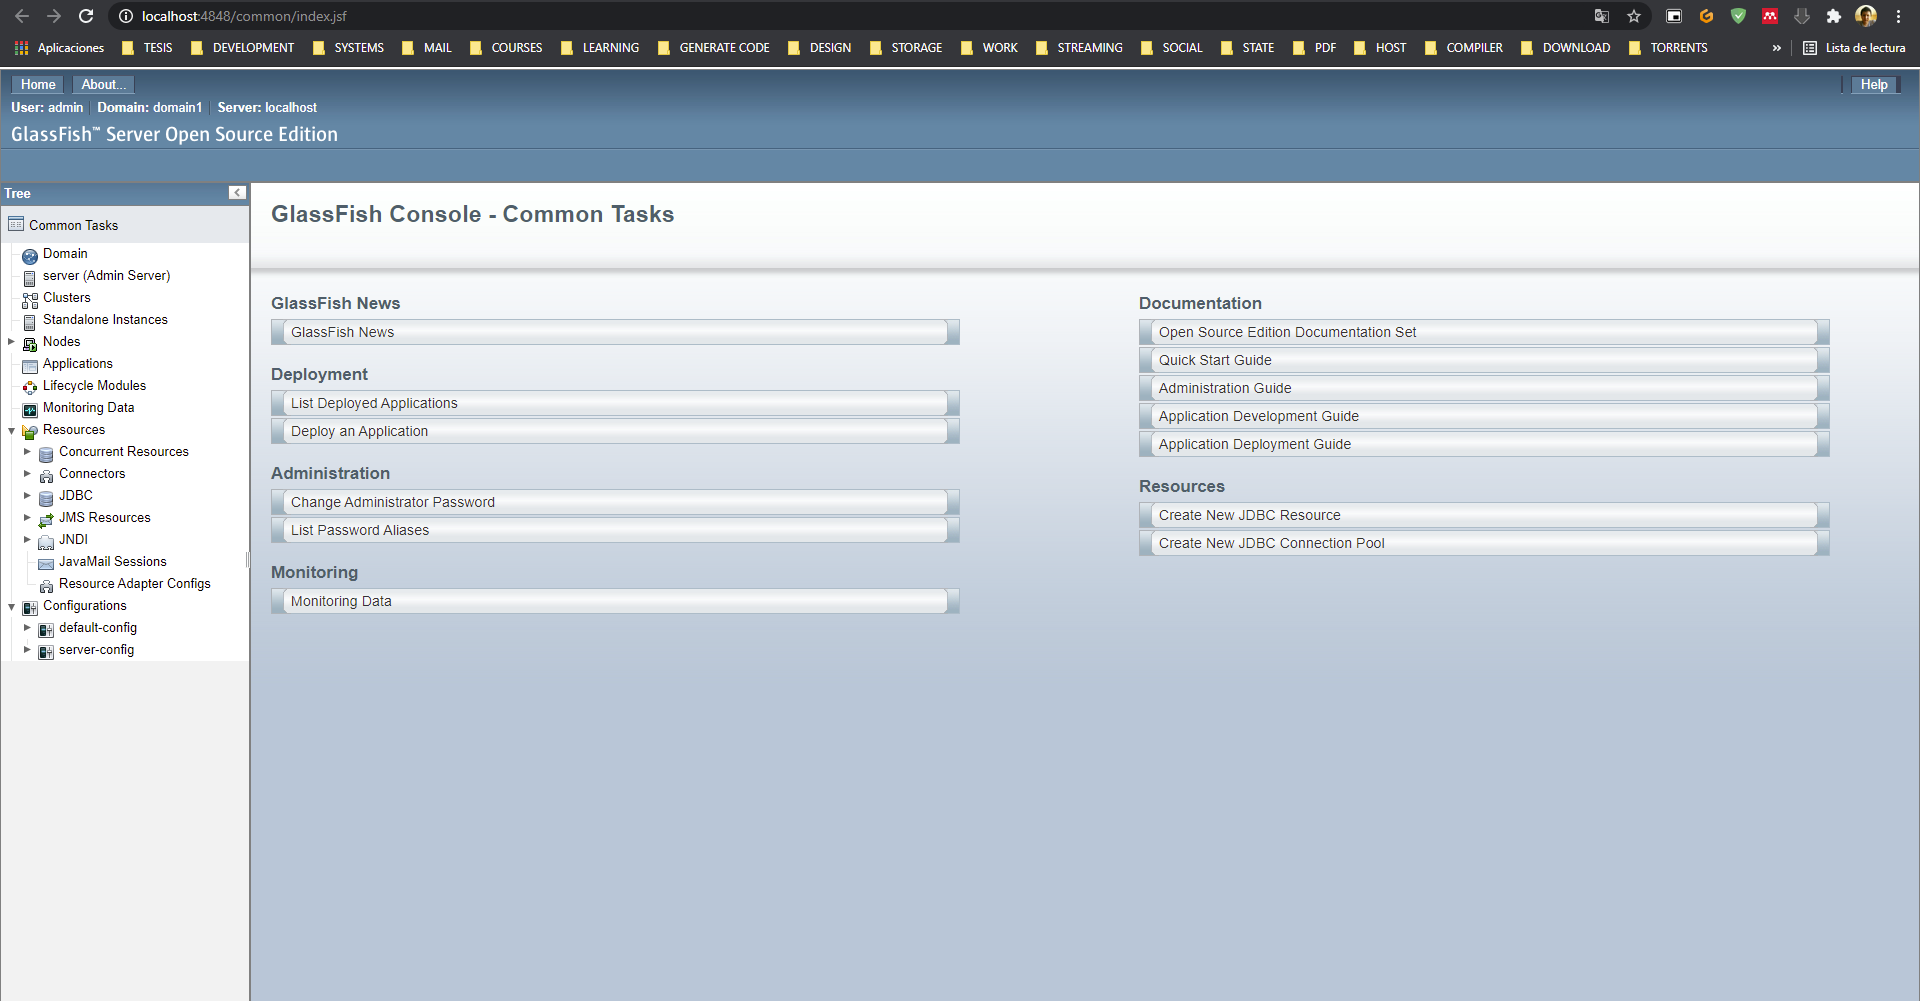 localhost:4848/common/index.jsf
Aplicaciones TESIS DEVELOPMENT SYSTEMS MAIL COURSES LEARNING GENERATE CODE DESIGN STORAGE WORK STREAMING SOCIAL STATE PDF HOST COMPILER DOWNLOAD TORRENTS » Lista de lectura
Home About... Help
User: admin Domain: domain1 Server: localhost
GlassFish™ Server Open Source Edition
Tree
Common Tasks
Domain
server (Admin Server)
Clusters
Standalone Instances
Nodes
Applications
Lifecycle Modules
Monitoring Data
Resources
Concurrent Resources
Connectors
JDBC
JMS Resources
JNDI
JavaMail Sessions
Resource Adapter Configs
Configurations
default-config
server-config
GlassFish Console - Common Tasks
GlassFish News
GlassFish News
Deployment
List Deployed Applications
Deploy an Application
Administration
Change Administrator Password
List Password Aliases
Monitoring
Monitoring Data
Documentation
Open Source Edition Documentation Set
Quick Start Guide
Administration Guide
Application Development Guide
Application Deployment Guide
Resources
Create New JDBC Resource
Create New JDBC Connection Pool